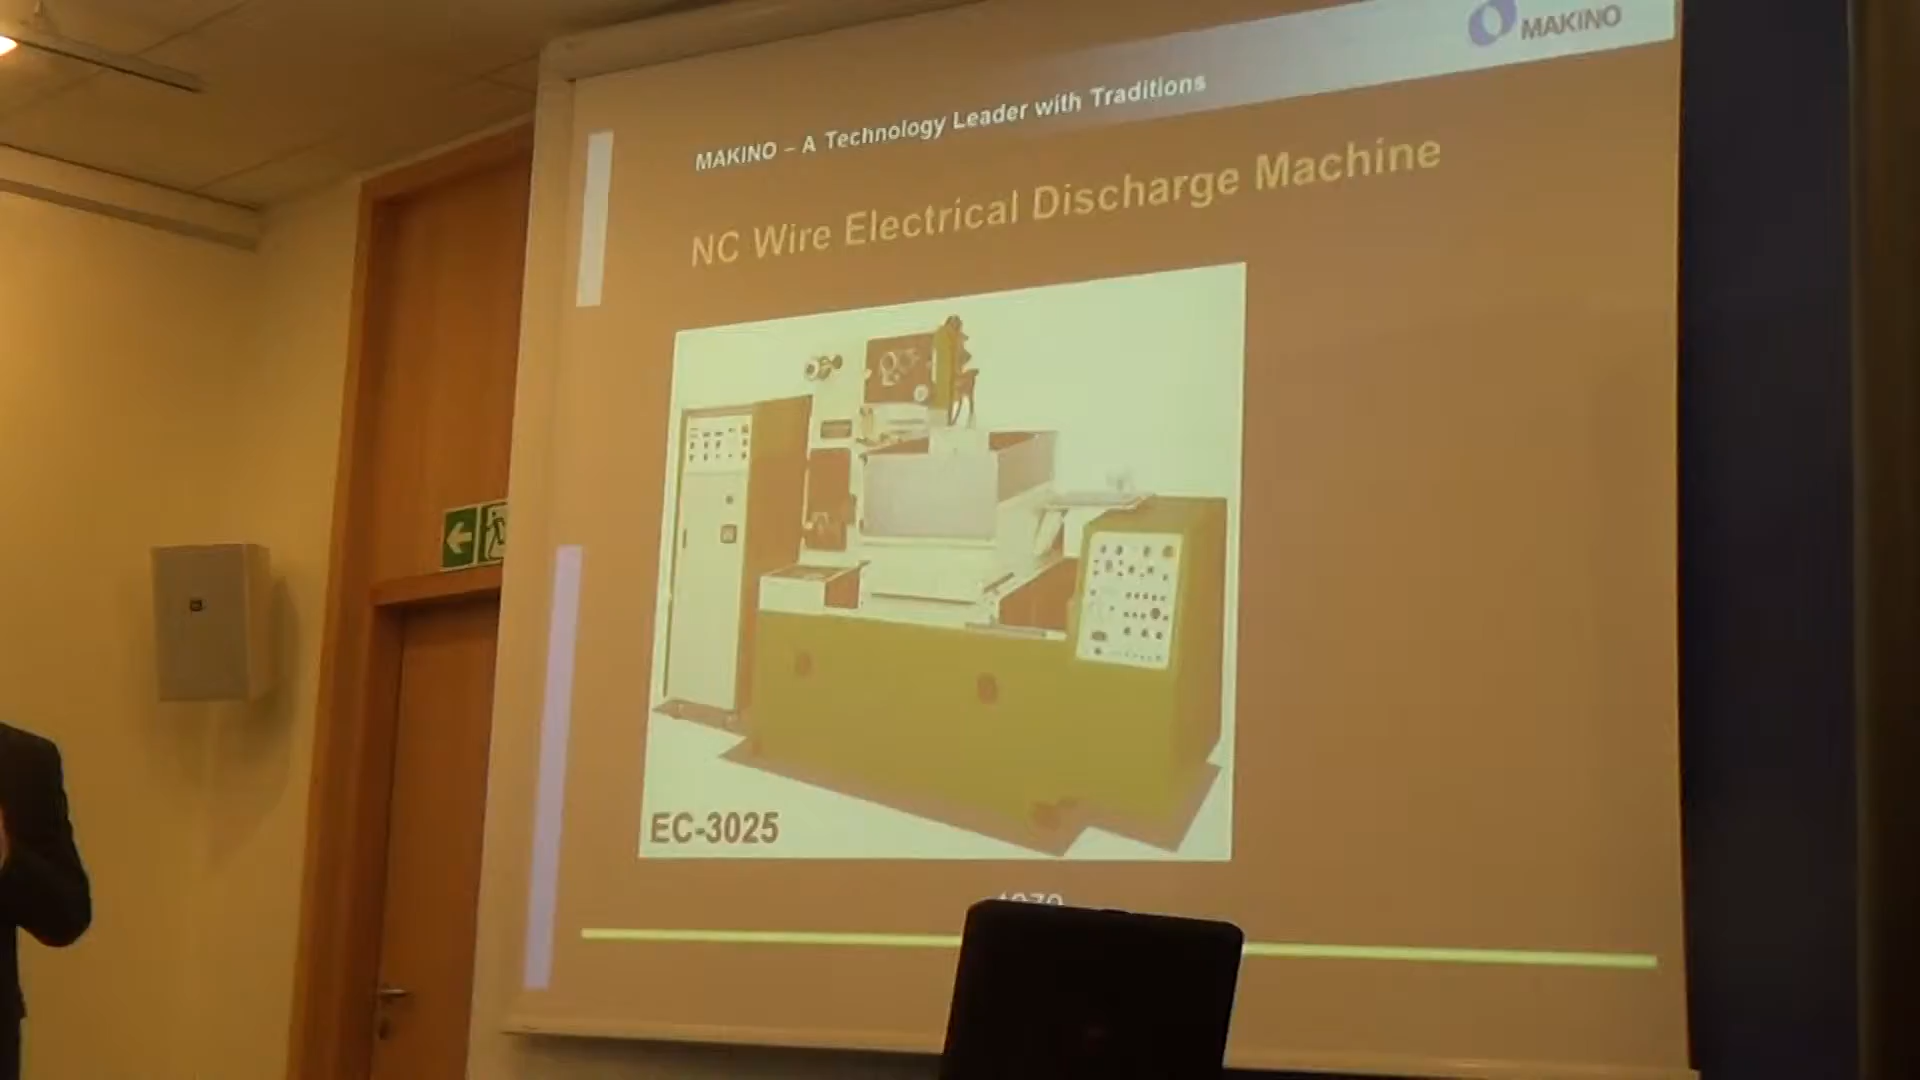 MAKINO
MAKINO – A Technology Leader with Traditions
NC Wire Electrical Discharge Machine
EC-3025